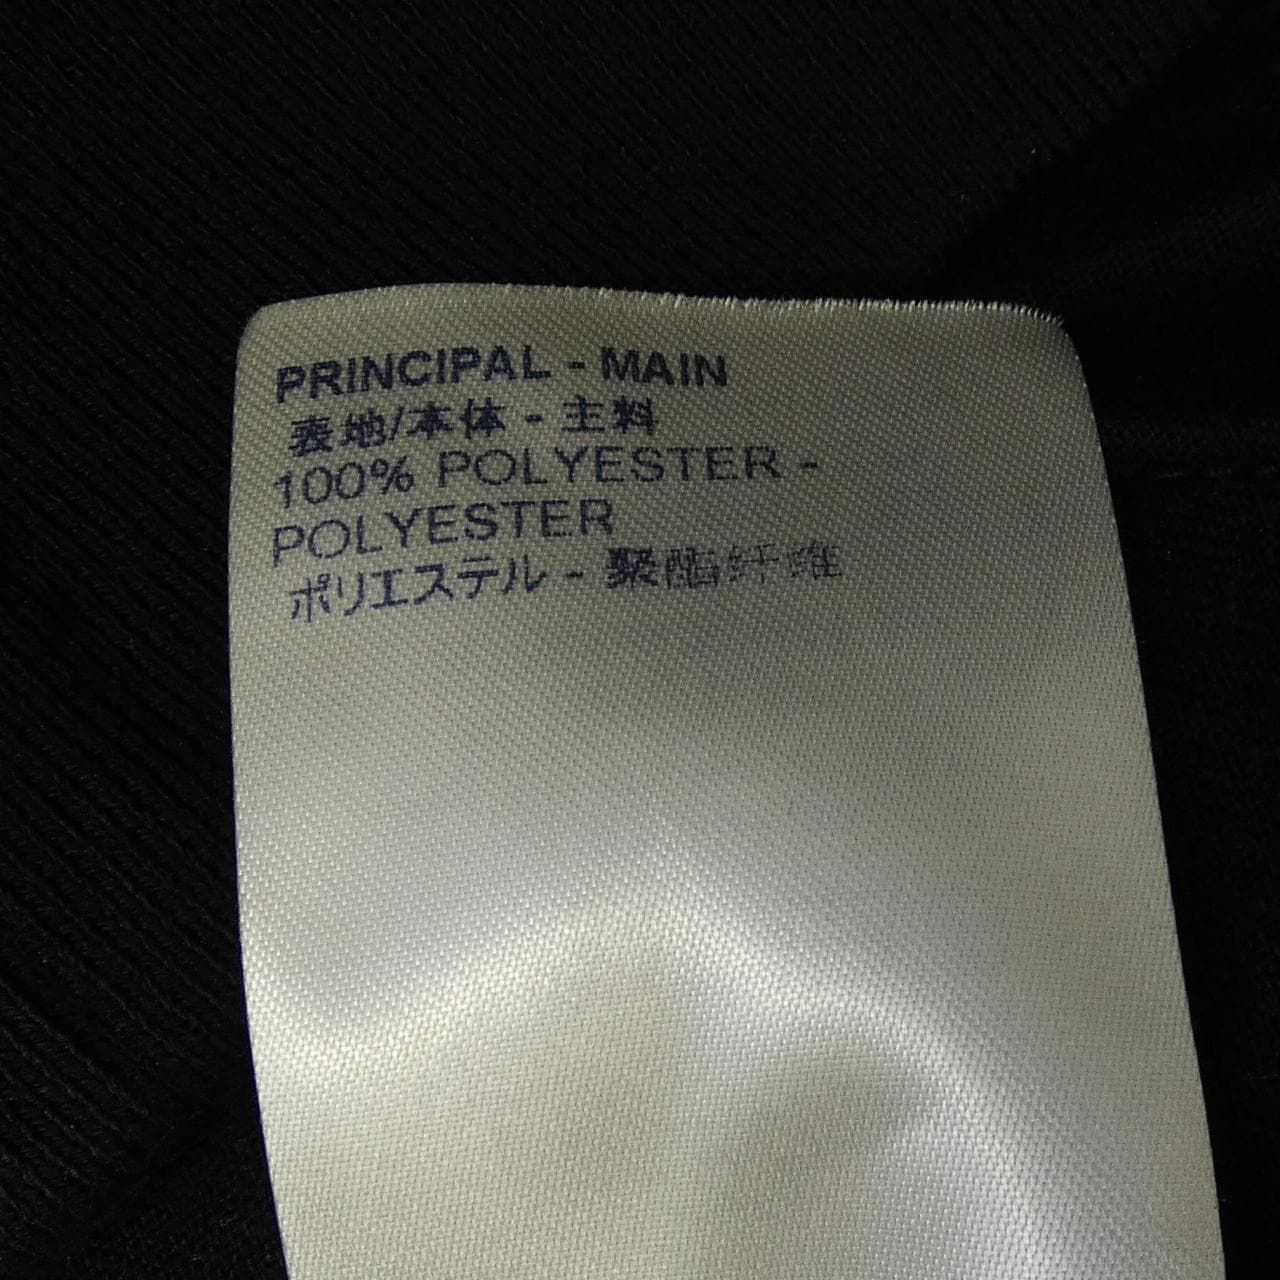 PRINCIPAL - MAIN
表地/本体 - 主料
100% POLYESTER -
POLYESTER
ポリエステル - 聚酯纤维